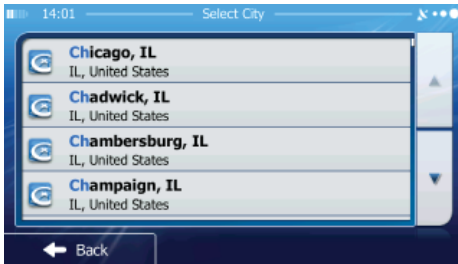 14:01 Select City
Chicago, IL
IL, United States
Chadwick, IL
IL, United States
Chambersburg, IL
IL, United States
Champaign, IL
IL, United States
Back